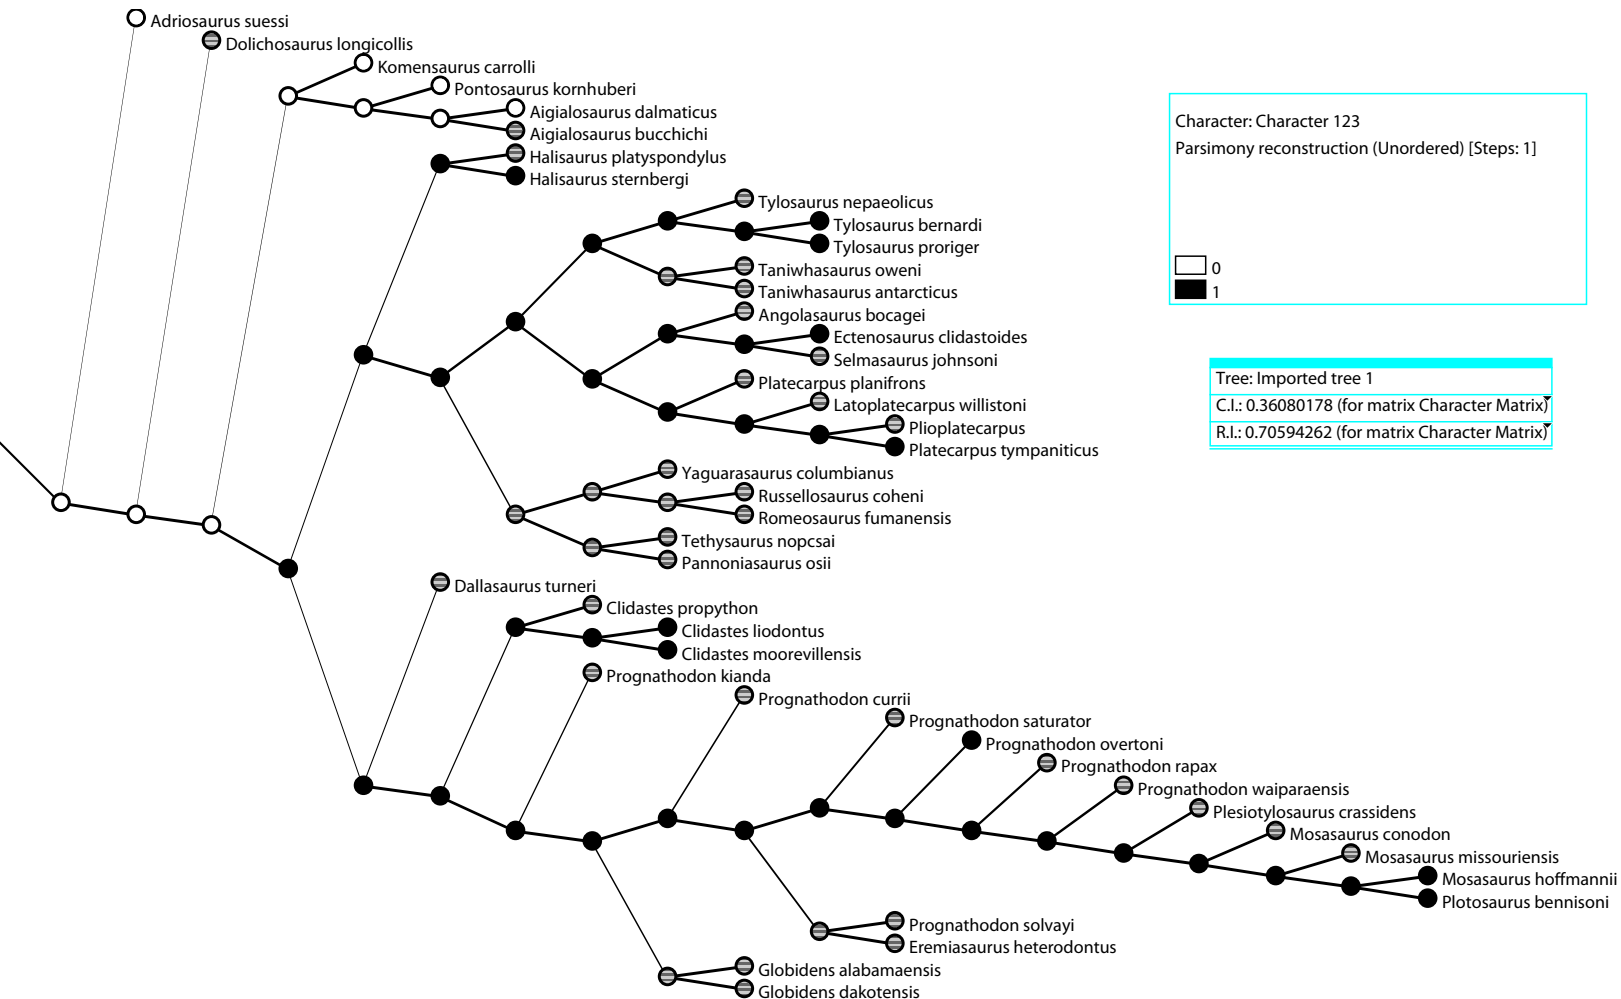 Adriosaurus suessi
Dolichosaurus longicollis
Komensaurus carrolli
Pontosaurus kornhuberi
Aigialosaurus dalmaticus
Aigialosaurus bucchichi
Halisaurus platyspondylus
Halisaurus sternbergi
Tylosaurus nepaeolicus
Tylosaurus bernardi
Tylosaurus proriger
Taniwhasaurus oweni
Taniwhasaurus antarcticus
Angolasaurus bocagei
Ectenosaurus clidastoides
Selmasaurus johnsoni
Platecarpus planifrons
Latoplatecarpus willistoni
Plioplatecarpus
Platecarpus tympaniticus
Yaguarasaurus columbianus
Russellosaurus coheni
Romeosaurus fumanensis
Tethysaurus nopcsai
Pannoniasaurus osii
Dallasaurus turneri
Clidastes propython
Clidastes liodontus
Clidastes moorevillensis
Prognathodon kianda
Prognathodon currii
Prognathodon saturator
Prognathodon overtoni
Prognathodon rapax
Prognathodon waiparaensis
Plesiotylosaurus crassidens
Mosasaurus conodon
Mosasaurus missouriensis
Mosasaurus hoffmannii
Plotosaurus bennisoni
Prognathodon solvayi
Eremiasaurus heterodontus
Globidens alabamaensis
Globidens dakotensis
Character: Character 123
Parsimony reconstruction (Unordered) [Steps: 1]
0
1
Tree: Imported tree 1
C.I.: 0.36080178 (for matrix Character Matrix)
R.I.: 0.70594262 (for matrix Character Matrix)